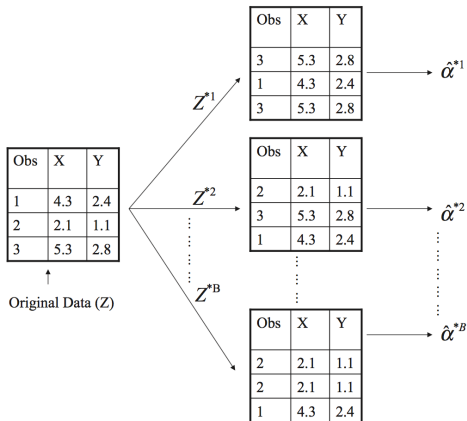 Obs X Y
3 5.3 2.8
1 4.3 2.4
3 5.3 2.8
Z*1
α̂*1
Obs X Y
1 4.3 2.4
2 2.1 1.1
3 5.3 2.8
Original Data (Z)
Z*2
Obs X Y
2 2.1 1.1
3 5.3 2.8
1 4.3 2.4
α̂*2
Z*B
Obs X Y
2 2.1 1.1
2 2.1 1.1
1 4.3 2.4
α̂*B